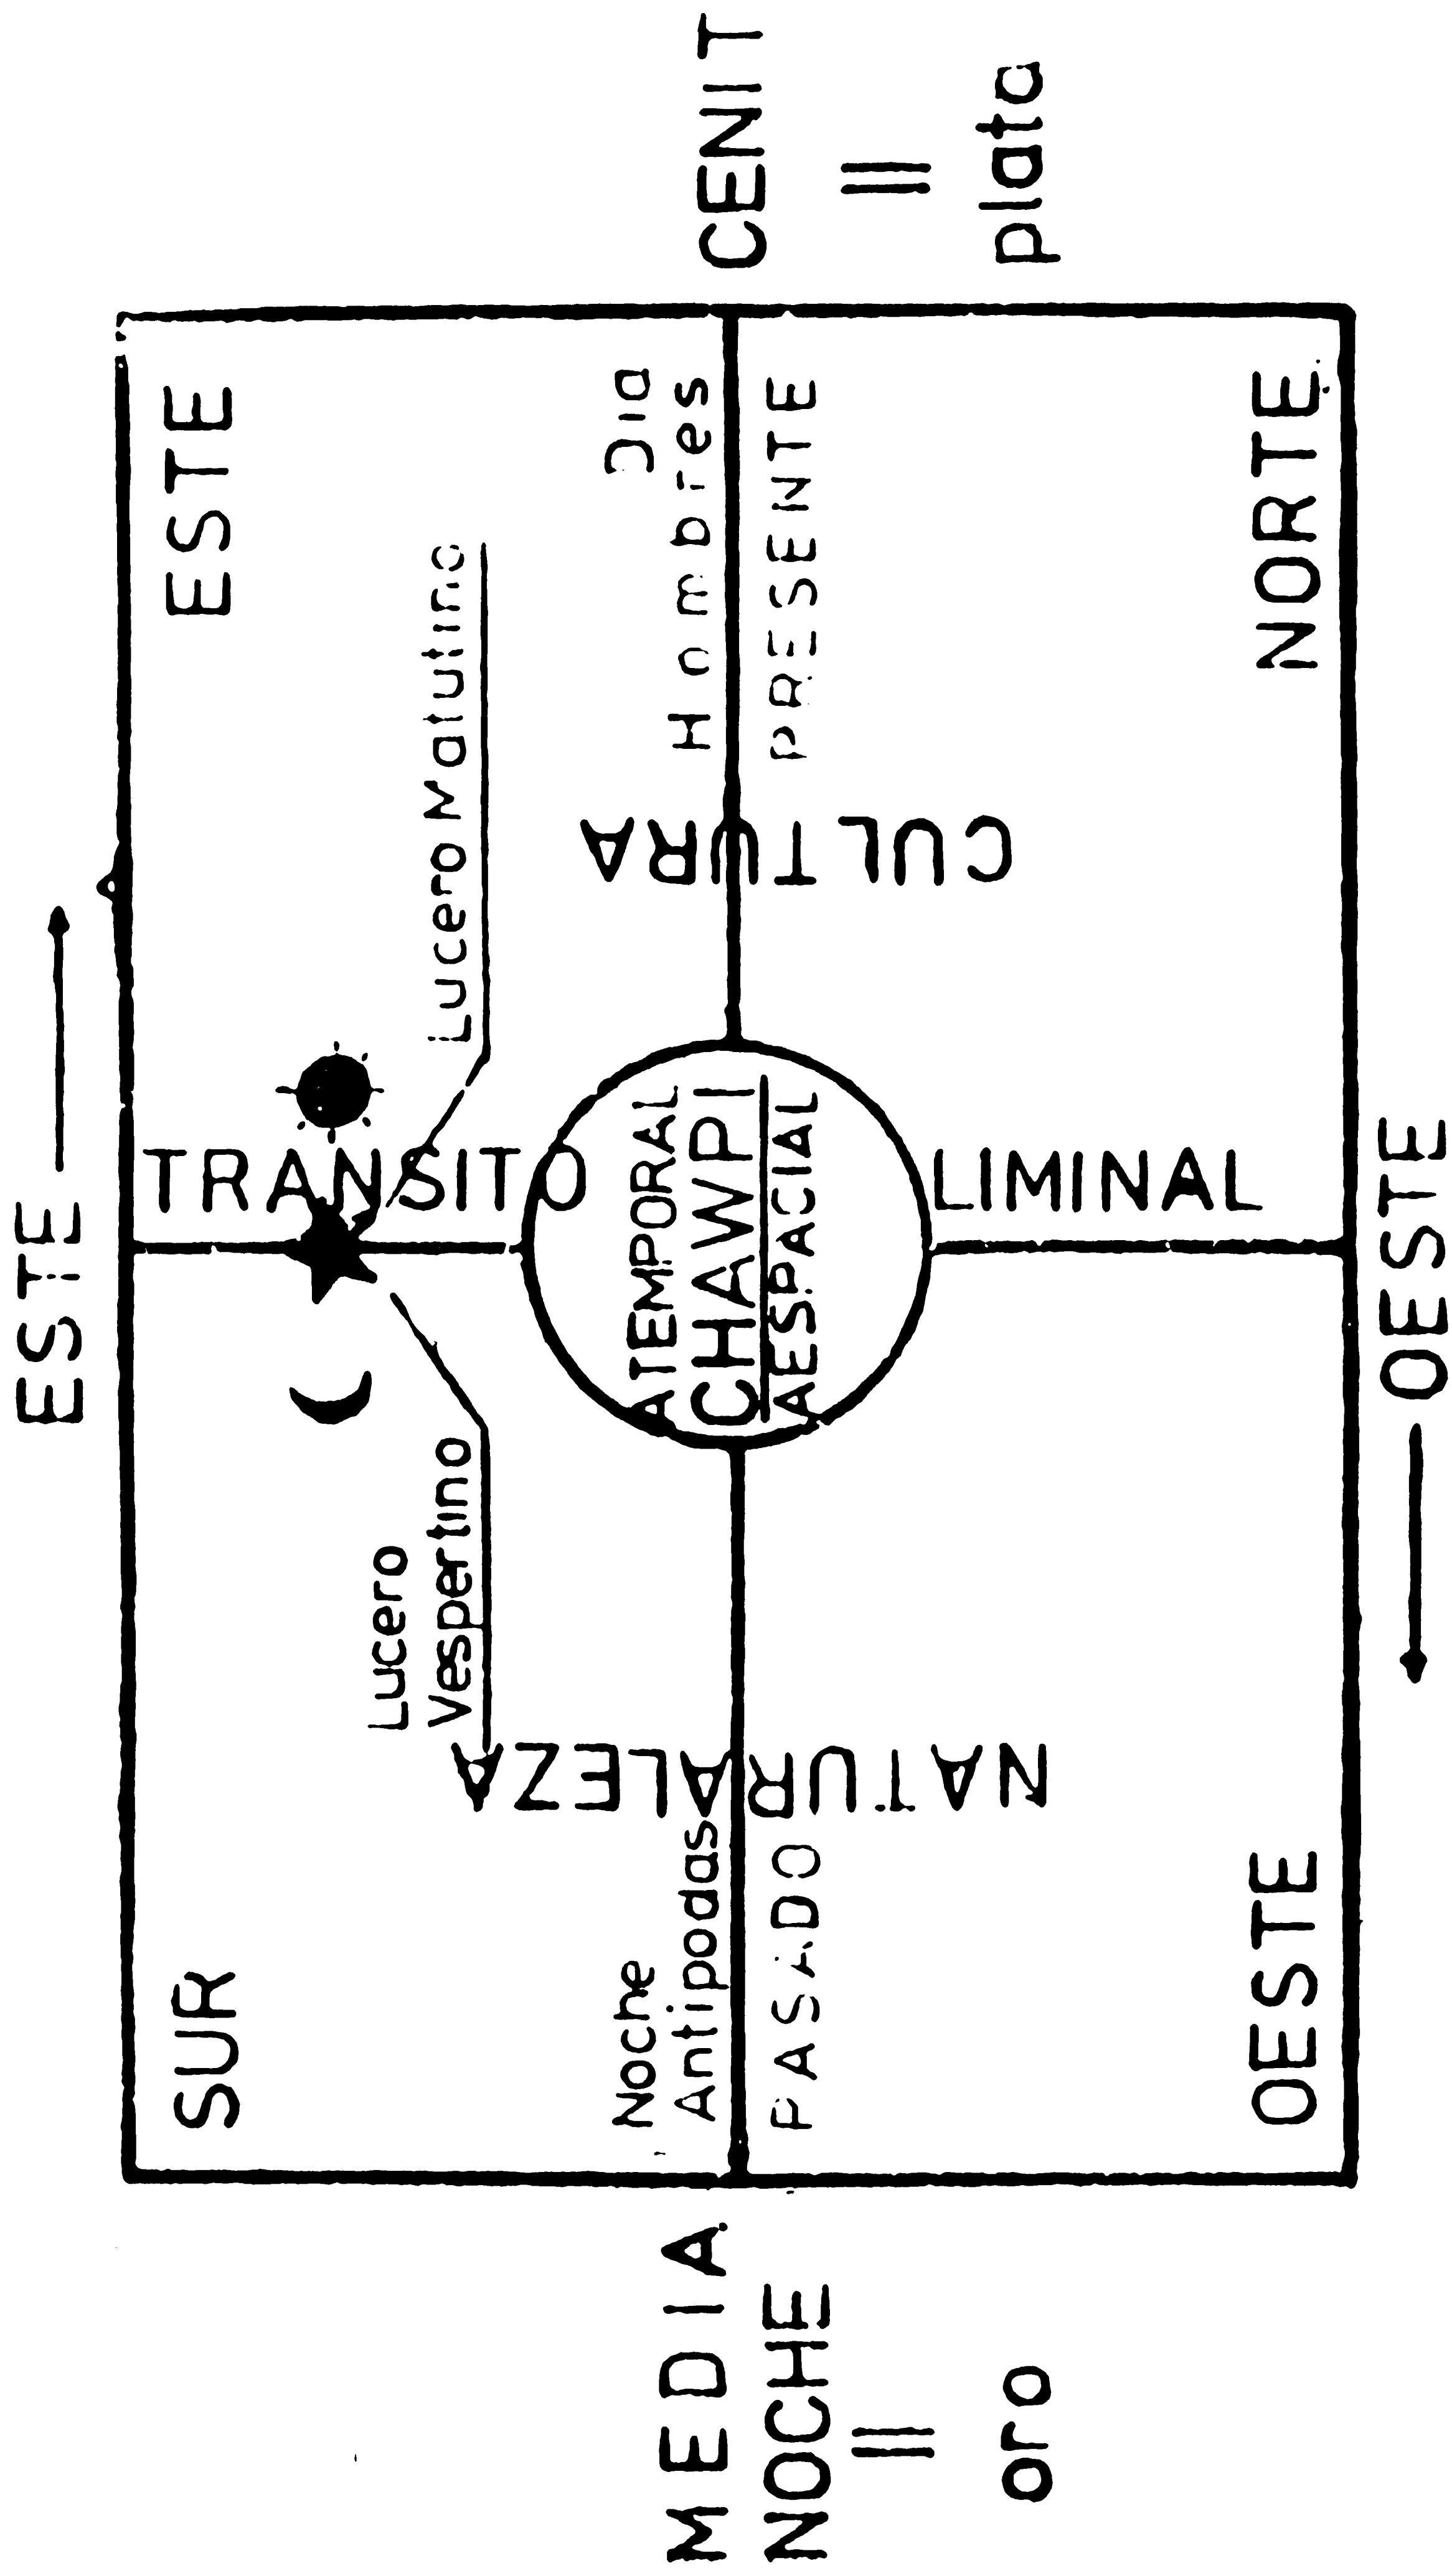 CENIT
=
plata
ESTE
ESTE
Dia
Hombres
PRESENTE
NORTE
Lucero Matutino
CULTURA
TRANSITO
LIMINAL
ATEMPORAL
CHAWPI
AESPACIAL
ESTE
OESTE
Lucero
Vespertino
NATURALEZA
SUR
Noche
Antipodas
PASADO
OESTE
MEDIA
NOCHE
=
oro